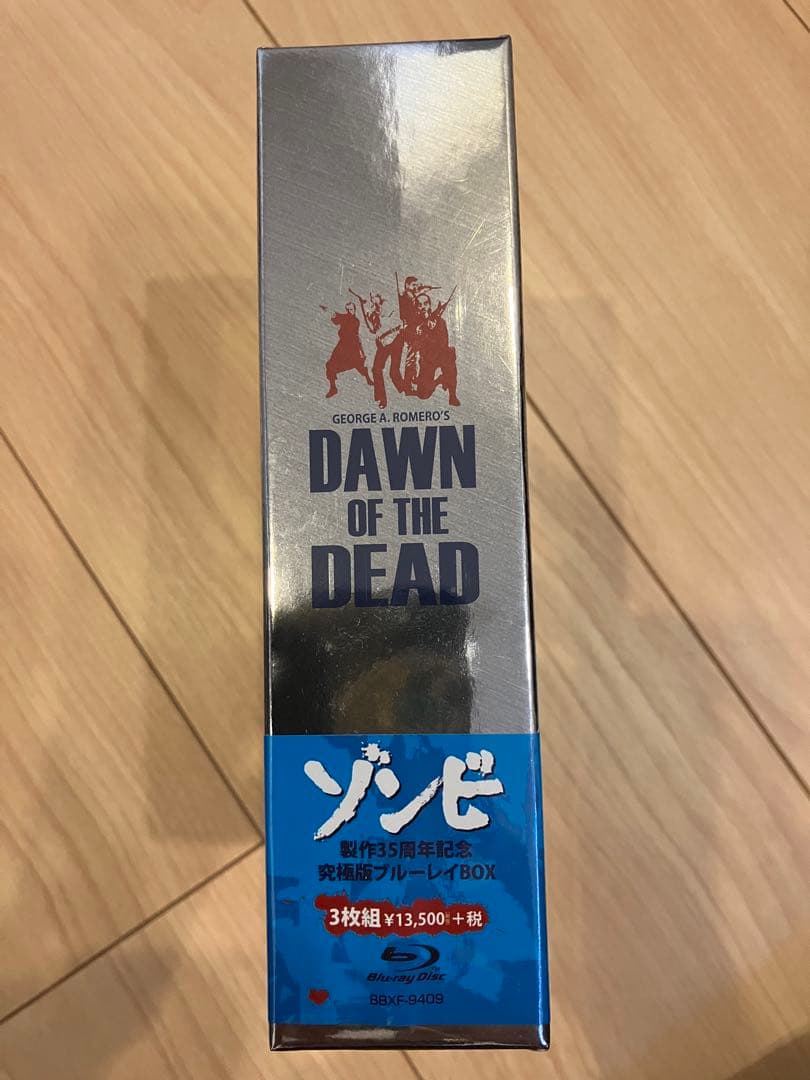 GEORGE A. ROMERO'S
DAWN
OF THE
DEAD
ゾンビ
製作35周年記念
究極版ブルーレイBOX
3枚組 ¥13,500 +税
Blu-ray Disc
BBXF-9409